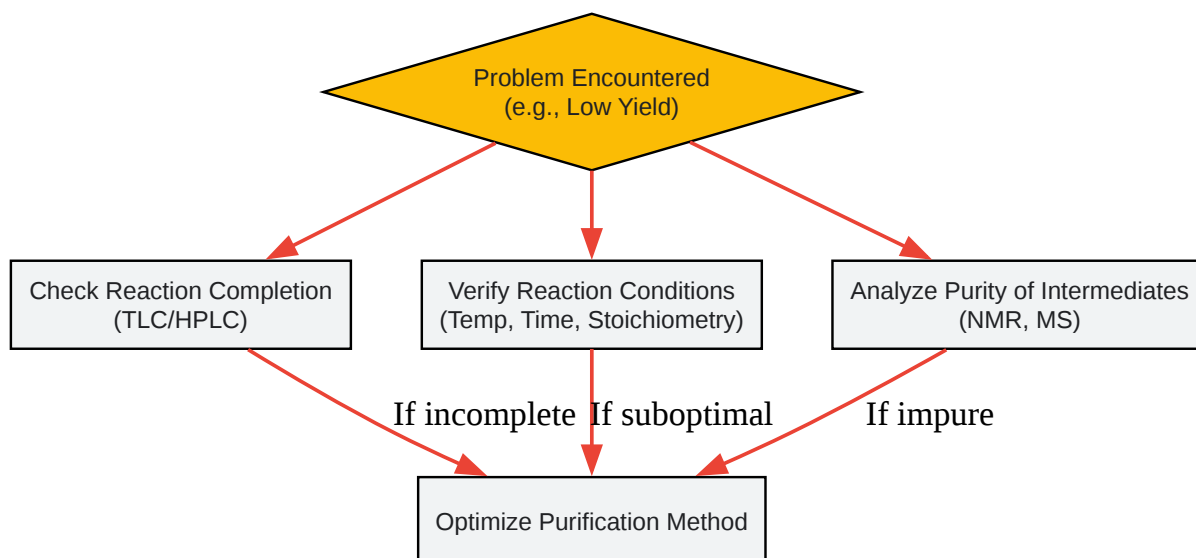 Problem Encountered
(e.g., Low Yield)
Check Reaction Completion
(TLC/HPLC)
Verify Reaction Conditions
(Temp, Time, Stoichiometry)
Analyze Purity of Intermediates
(NMR, MS)
If incomplete
If suboptimal
If impure
Optimize Purification Method